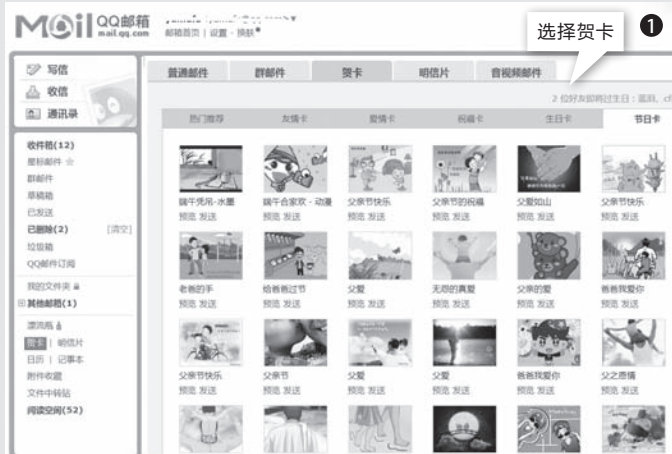 MAil QQ邮箱
mail.qq.com
邮箱首页 | 设置 - 换肤
选择贺卡
1
写信
收信
通讯录
普通邮件 群邮件 贺卡 明信片 音视频邮件
2 位好友即将过生日:
热门推荐 友情卡 爱情卡 祝福卡 生日卡 节日卡
收件箱(12)
星标邮件
群邮件
草稿箱
已发送
已删除(2) [清空]
垃圾箱
QQ邮件订阅
我的文件夹
其他邮箱(1)
漂流瓶
贺卡 | 明信片
日历 | 记事本
附件收藏
文件中转站
阅读空间(52)
端午凭吊-水墨 端午合家欢 - 动漫 父亲节快乐 父亲节的祝福 父爱如山 父亲节快乐
预览 发送 预览 发送 预览 发送 预览 发送 预览 发送 预览 发送
老爸的手 给爸爸过节 父爱 无怨的真爱 父亲的爱 爸爸我爱你
预览 发送 预览 发送 预览 发送 预览 发送 预览 发送 预览 发送
父亲节快乐 父亲节 父爱 父爱 爸爸我爱你 父之恩情
预览 发送 预览 发送 预览 发送 预览 发送 预览 发送 预览 发送